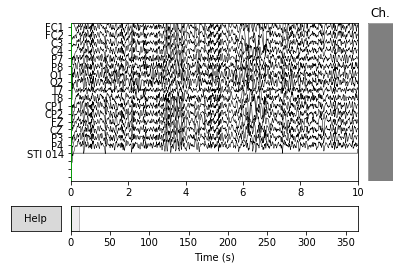 Ch.
FC1
FC2
C3
C4
P7
P8
O1
O2
T7
T8
CP1
CP2
FZ
CZ
P3
P4
STI 014
0 2 4 6 8 10
Help
0 50 100 150 200 250 300 350
Time (s)